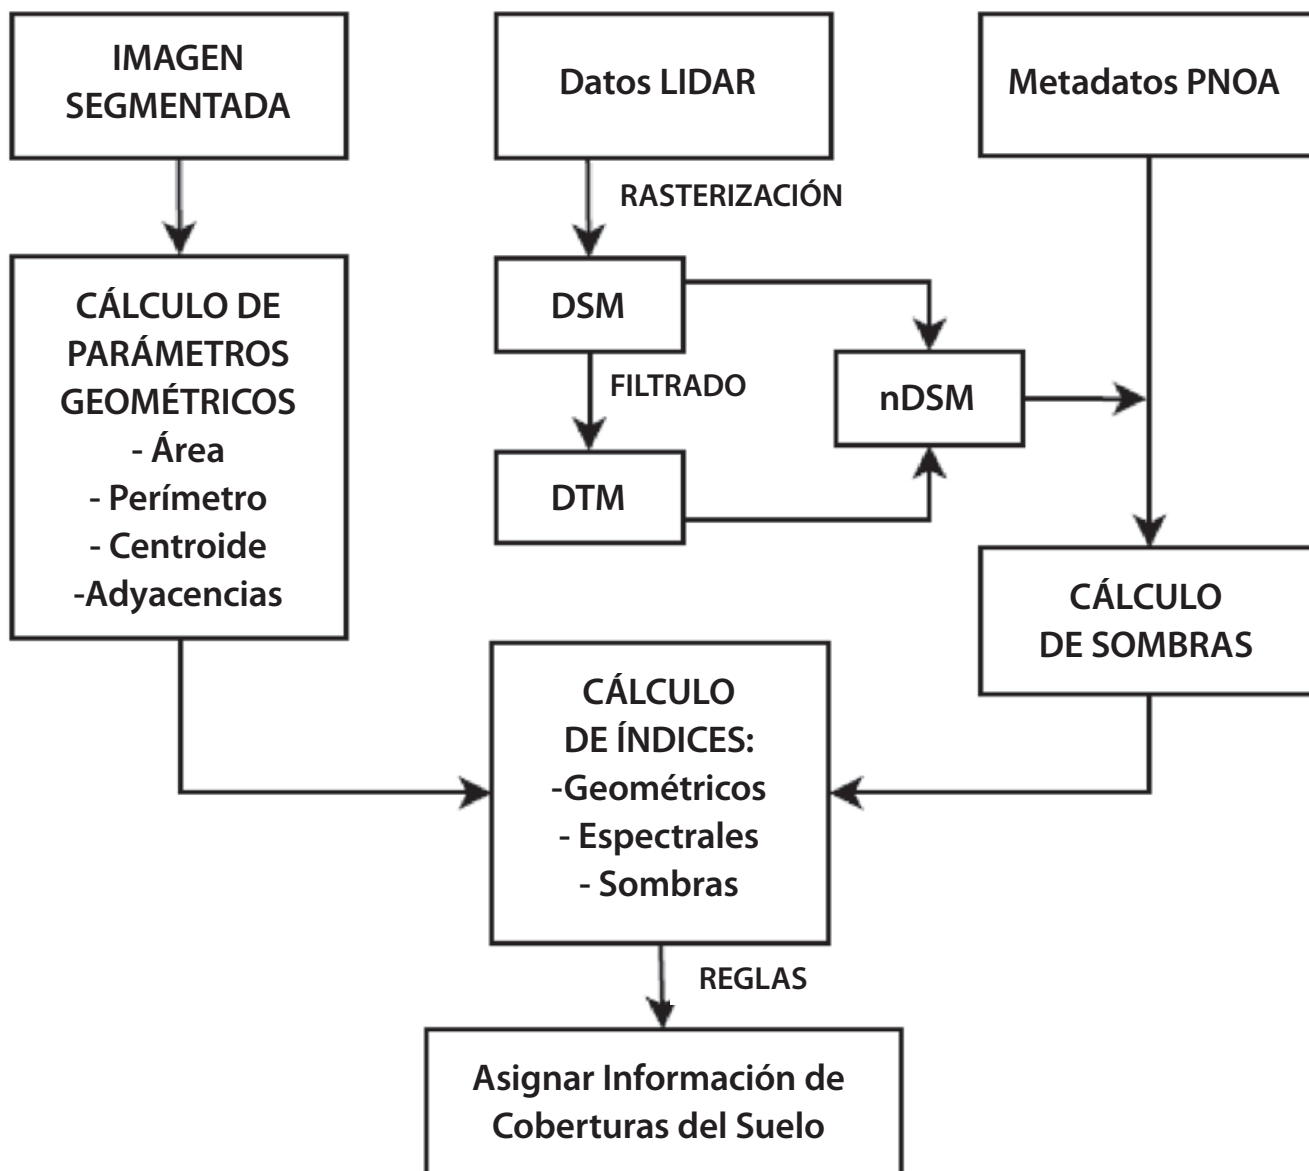 IMAGEN
SEGMENTADA
Datos LIDAR
Metadatos PNOA
RASTERIZACIÓN
CÁLCULO DE
PARÁMETROS
GEOMÉTRICOS
- Área
- Perímetro
- Centroide
-Adyacencias
DSM
FILTRADO
nDSM
DTM
CÁLCULO
DE SOMBRAS
CÁLCULO
DE ÍNDICES:
-Geométricos
- Espectrales
- Sombras
REGLAS
Asignar Información de
Coberturas del Suelo